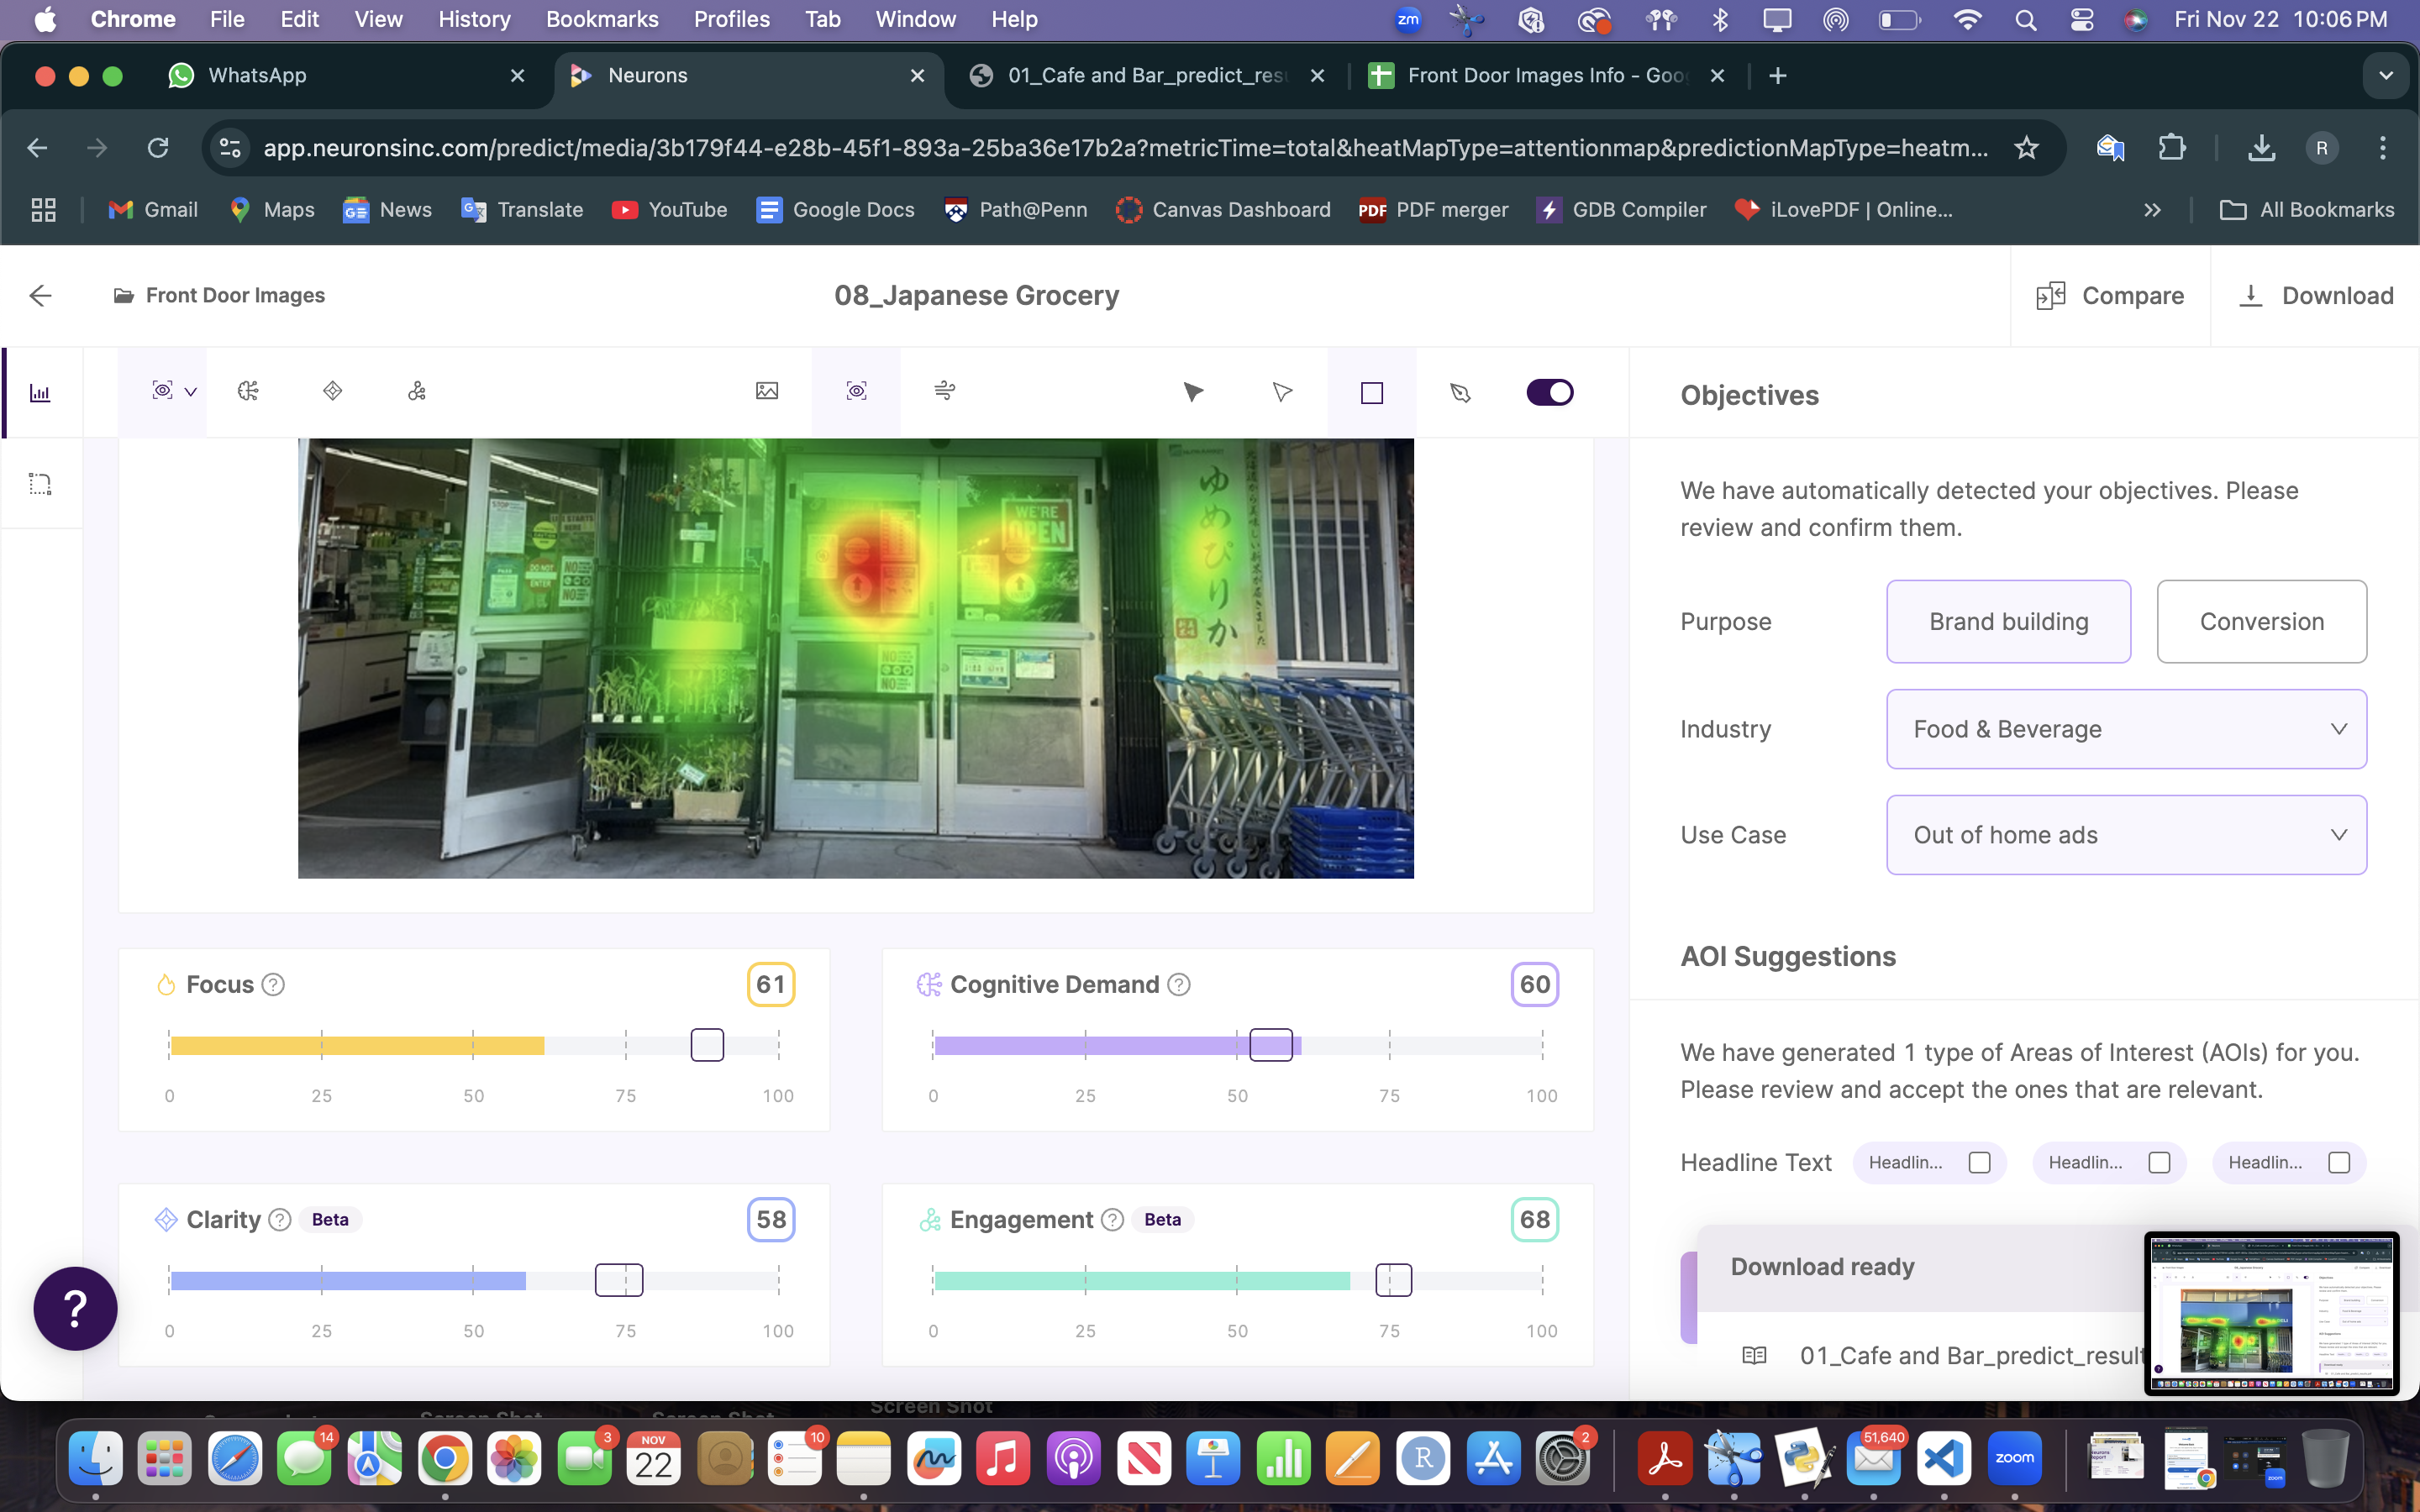 Chrome File Edit View History Bookmarks Profiles Tab Window Help
zm
Fri Nov 22 10:06 PM
WhatsApp
Neurons
01_Cafe and Bar_predict_resu
Front Door Images Info - Goo
app.neuronsinc.com/predict/media/3b179f44-e28b-45f1-893a-25ba36e17b2a?metricTime=total&heatMapType=attentionmap&predictionMapType=heatm...
R
Gmail Maps News Translate YouTube Google Docs Path@Penn Canvas Dashboard PDF PDF merger GDB Compiler iLovePDF | Online... All Bookmarks
Front Door Images
08_Japanese Grocery
Compare
Download
WE'RE
OPEN
ゆめぴりか
DO NOT
ENTER
Objectives
We have automatically detected your objectives. Please
review and confirm them.
Purpose
Brand building
Conversion
Industry
Food & Beverage
Use Case
Out of home ads
AOI Suggestions
We have generated 1 type of Areas of Interest (AOIs) for you.
Please review and accept the ones that are relevant.
Headline Text Headlin... Headlin... Headlin...
Focus ? 61
0 25 50 75 100
Cognitive Demand ? 60
0 25 50 75 100
Clarity ? Beta 58
0 25 50 75 100
Engagement ? Beta 68
0 25 50 75 100
?
Download ready
01_Cafe and Bar_predict_result
Screen Shot
14
3
NOV
22
10
R
2
51,640
zoom